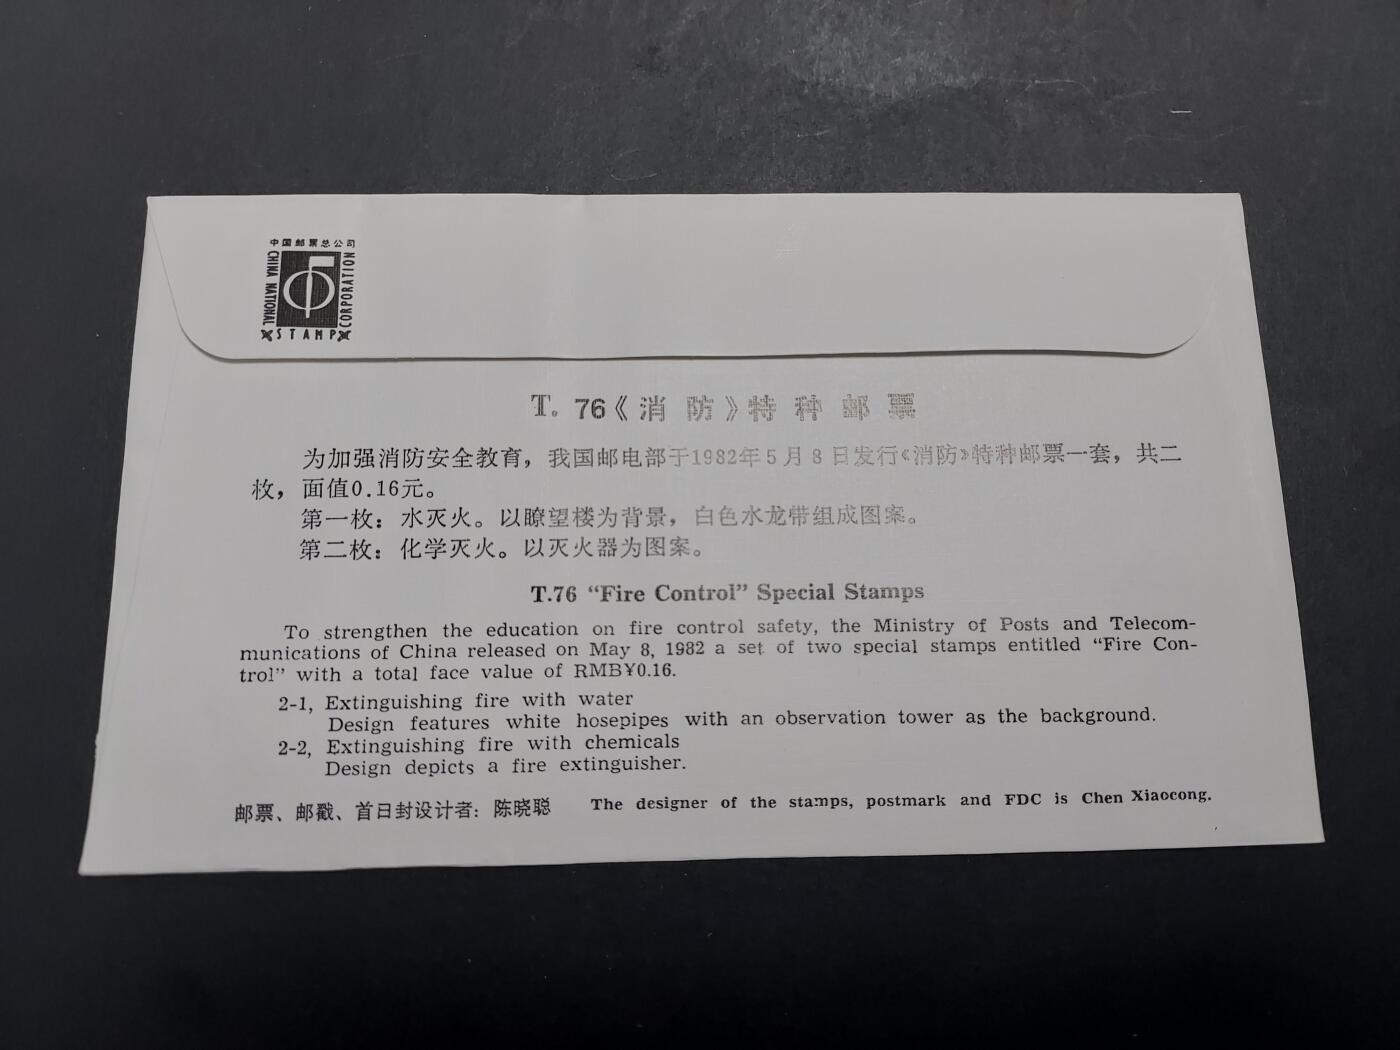 中国邮票总公司
CHINA NATIONAL
STAMP
CORPORATION
T. 76《消防》特种邮票
为加强消防安全教育，我国邮电部于1982年5月8日发行《消防》特种邮票一套，共二
枚，面值0.16元。
第一枚：水灭火。以瞭望楼为背景，白色水龙带组成图案。
第二枚：化学灭火。以灭火器为图案。
T.76 “Fire Control” Special Stamps
To strengthen the education on fire control safety, the Ministry of Posts and Telecom-
munications of China released on May 8, 1982 a set of two special stamps entitled “Fire Con-
trol” with a total face value of RMB¥0.16.
2-1, Extinguishing fire with water
Design features white hosepipes with an observation tower as the background.
2-2, Extinguishing fire with chemicals
Design depicts a fire extinguisher.
邮票、邮戳、首日封设计者：陈晓聪 The designer of the stamps, postmark and FDC is Chen Xiaocong.